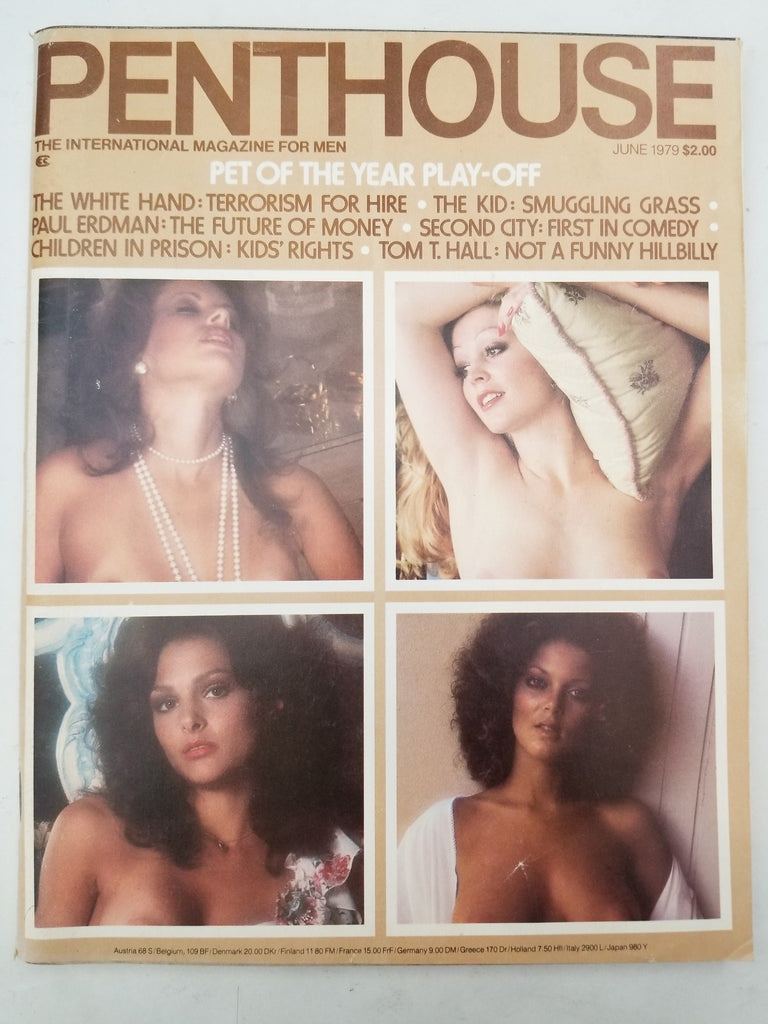 PENTHOUSE
THE INTERNATIONAL MAGAZINE FOR MEN
JUNE 1979 $2.00
PET OF THE YEAR PLAY-OFF
THE WHITE HAND: TERRORISM FOR HIRE • THE KID: SMUGGLING GRASS •
PAUL ERDMAN: THE FUTURE OF MONEY • SECOND CITY: FIRST IN COMEDY •
CHILDREN IN PRISON: KIDS' RIGHTS • TOM T. HALL: NOT A FUNNY HILLBILLY
Austria 68 S/Belgium, 109 BF/Denmark 20.00 DKr/Finland 11.80 FM/France 15.00 FrF/Germany 9.00 DM/Greece 170 Dr/Holland 7.50 Hfl/Italy 2900 L/Japan 980 Y